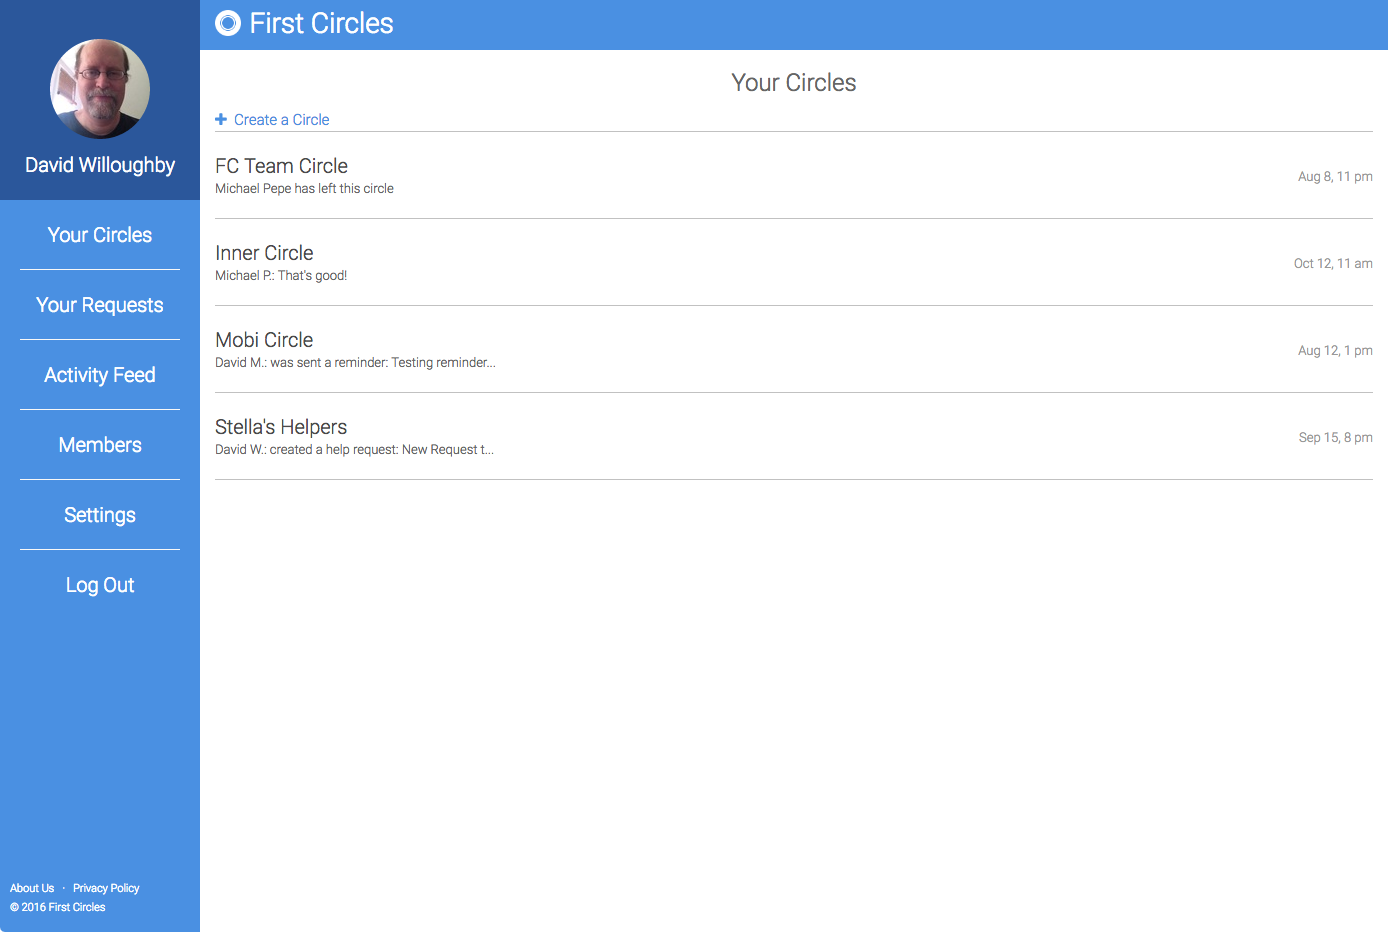 First Circles
David Willoughby
Your Circles
Your Requests
Activity Feed
Members
Settings
Log Out
About Us · Privacy Policy
© 2016 First Circles
Your Circles
+ Create a Circle
FC Team Circle
Michael Pepe has left this circle
Aug 8, 11 pm
Inner Circle
Michael P.: That's good!
Oct 12, 11 am
Mobi Circle
David M.: was sent a reminder: Testing reminder...
Aug 12, 1 pm
Stella's Helpers
David W.: created a help request: New Request t...
Sep 15, 8 pm